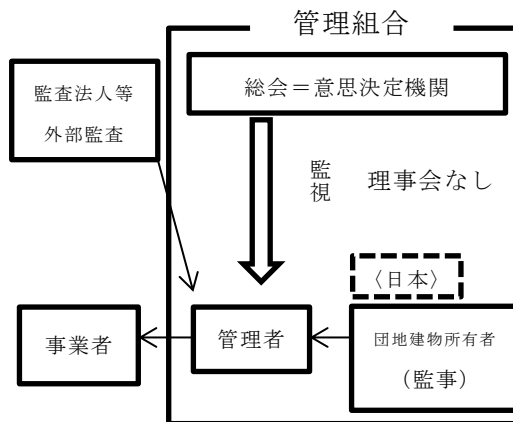 管理組合
監査法人等
外部監査
総会＝意思決定機関
監視
理事会なし
〈日本〉
事業者
管理者
団地建物所有者
（監事）